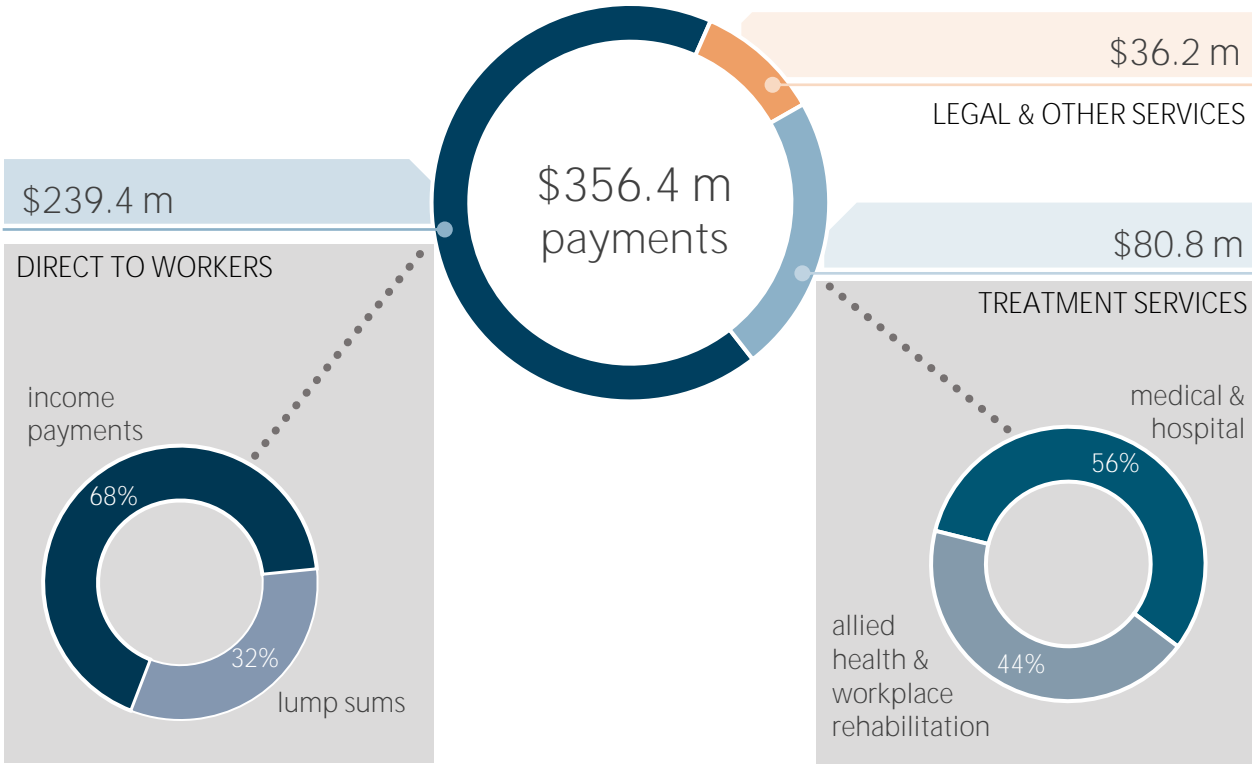 $36.2 m
LEGAL & OTHER SERVICES
$356.4 m
payments
$239.4 m
DIRECT TO WORKERS
$80.8 m
TREATMENT SERVICES
income
payments
68%
32%
lump sums
medical &
hospital
56%
allied
health &
workplace
rehabilitation
44%